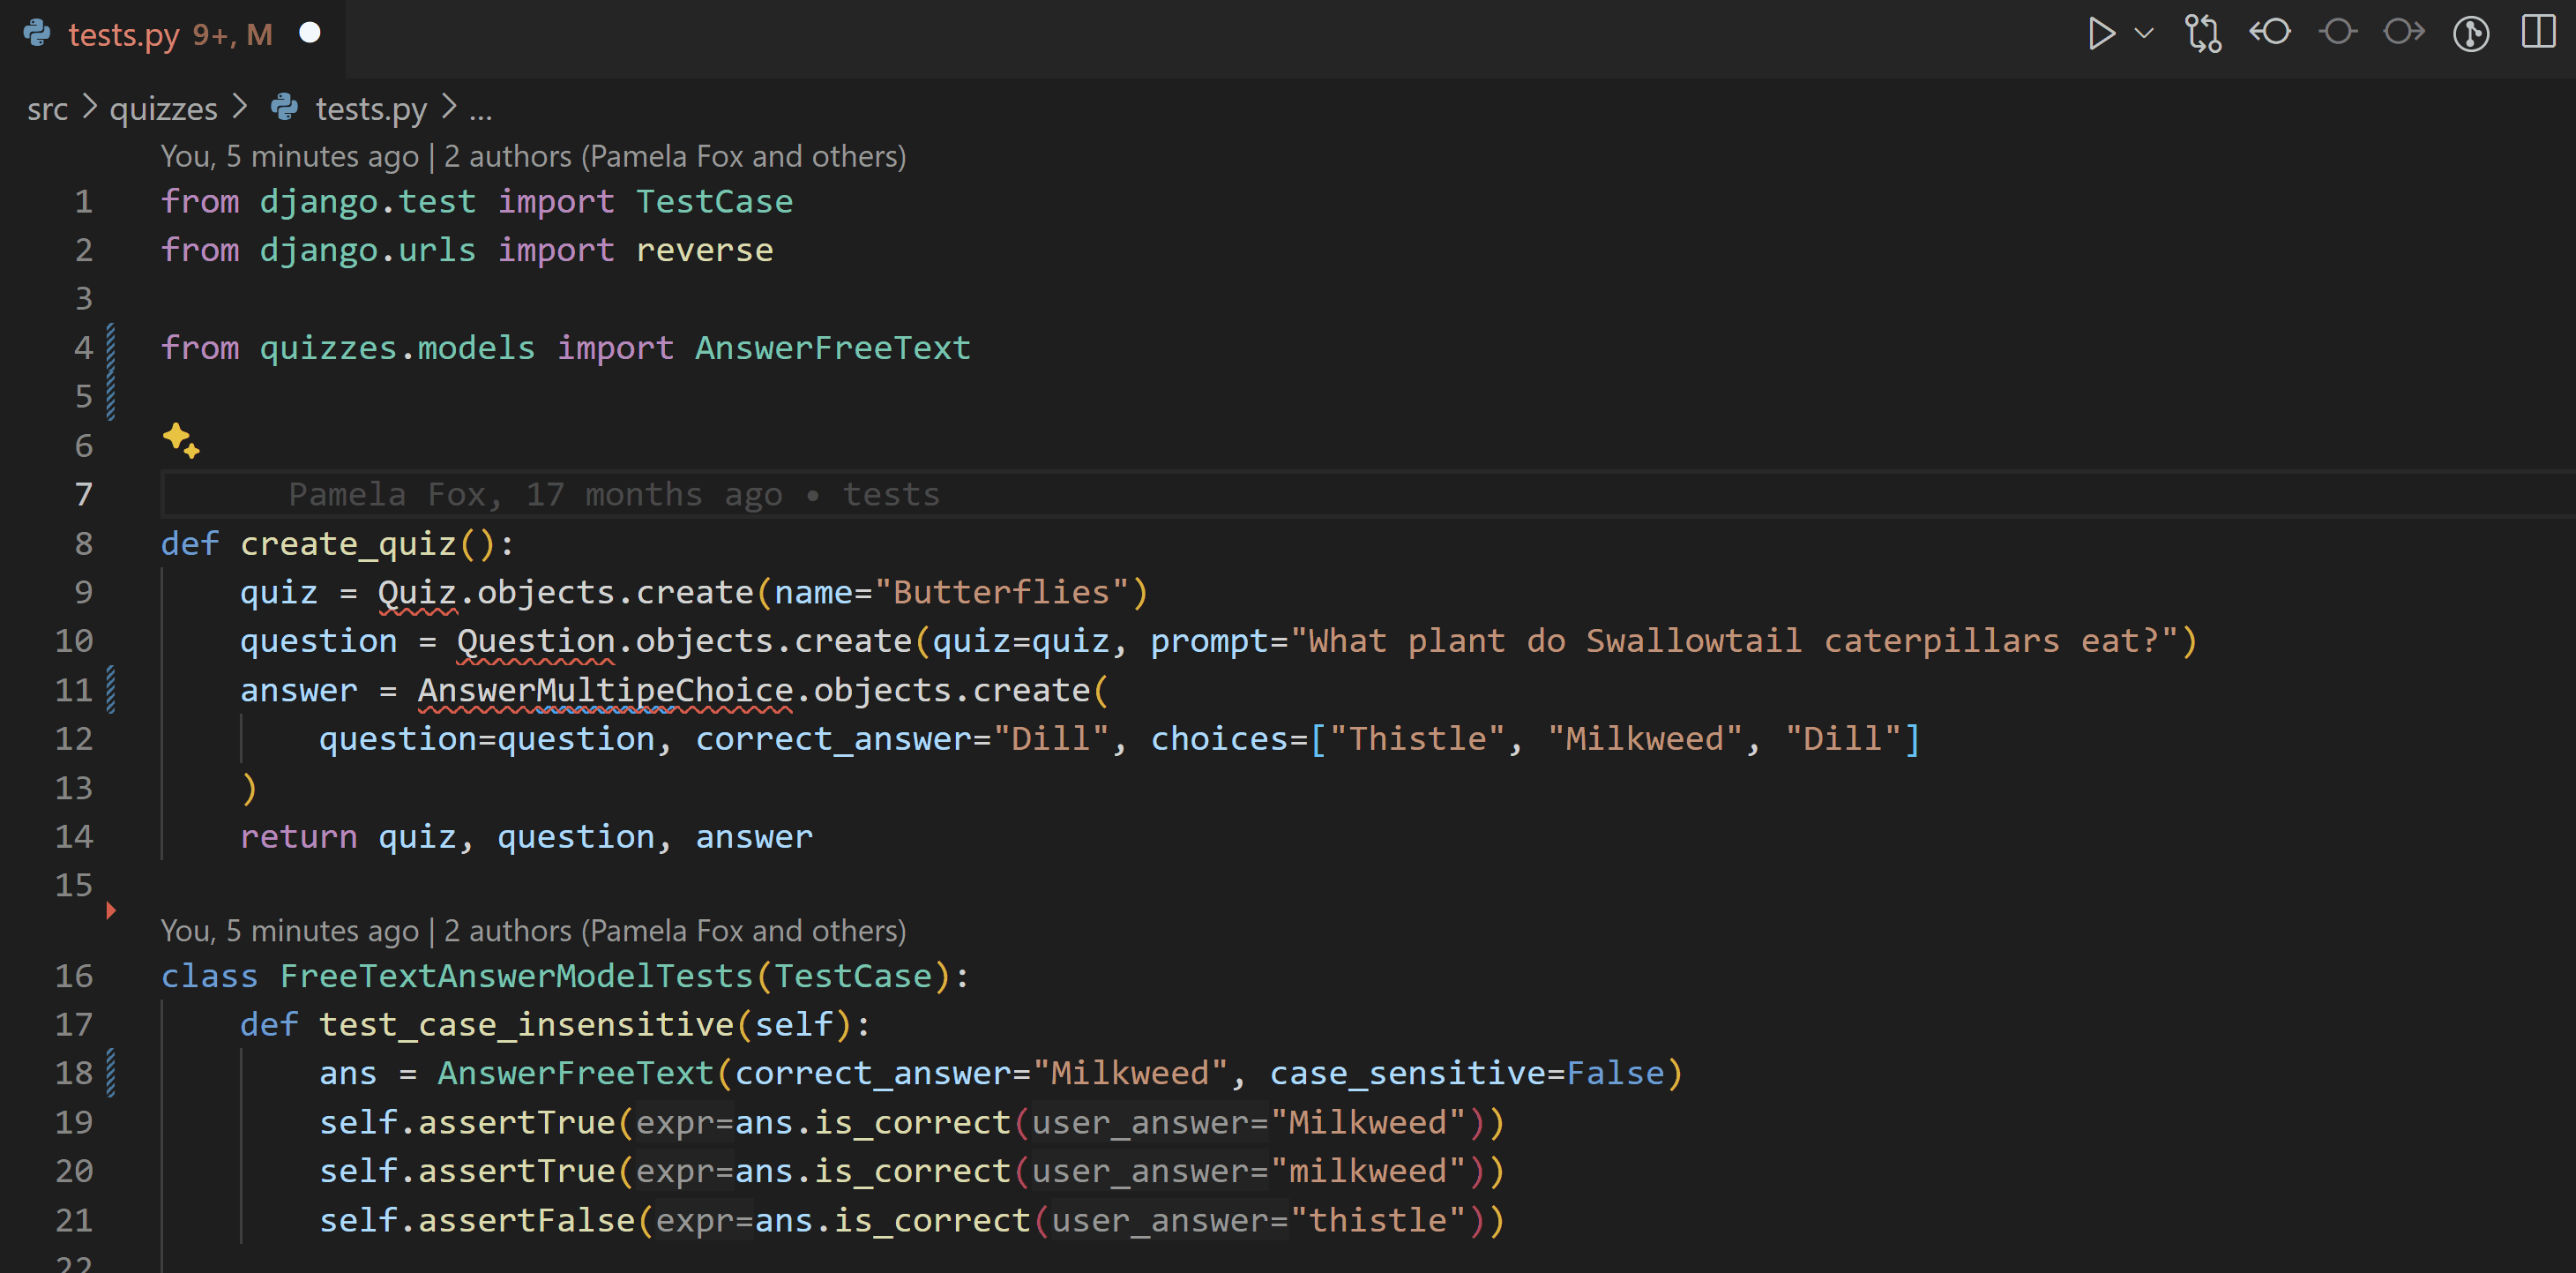 tests.py 9+, M
src > quizzes > tests.py > ...
You, 5 minutes ago | 2 authors (Pamela Fox and others)
1 from django.test import TestCase
2 from django.urls import reverse
3
4 from quizzes.models import AnswerFreeText
5
6
7 Pamela Fox, 17 months ago • tests
8 def create_quiz():
9 quiz = Quiz.objects.create(name="Butterflies")
10 question = Question.objects.create(quiz=quiz, prompt="What plant do Swallowtail caterpillars eat?")
11 answer = AnswerMultipeChoice.objects.create(
12 question=question, correct_answer="Dill", choices=["Thistle", "Milkweed", "Dill"]
13 )
14 return quiz, question, answer
15
You, 5 minutes ago | 2 authors (Pamela Fox and others)
16 class FreeTextAnswerModelTests(TestCase):
17 def test_case_insensitive(self):
18 ans = AnswerFreeText(correct_answer="Milkweed", case_sensitive=False)
19 self.assertTrue(expr=ans.is_correct(user_answer="Milkweed"))
20 self.assertTrue(expr=ans.is_correct(user_answer="milkweed"))
21 self.assertFalse(expr=ans.is_correct(user_answer="thistle"))
22